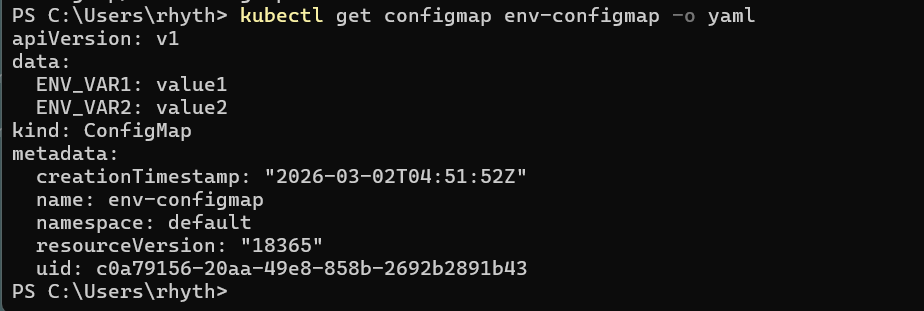 PS C:\Users\rhyth> kubectl get configmap env-configmap -o yaml
apiVersion: v1
data:
  ENV_VAR1: value1
  ENV_VAR2: value2
kind: ConfigMap
metadata:
  creationTimestamp: "2026-03-02T04:51:52Z"
  name: env-configmap
  namespace: default
  resourceVersion: "18365"
  uid: c0a79156-20aa-49e8-858b-2692b2891b43
PS C:\Users\rhyth>